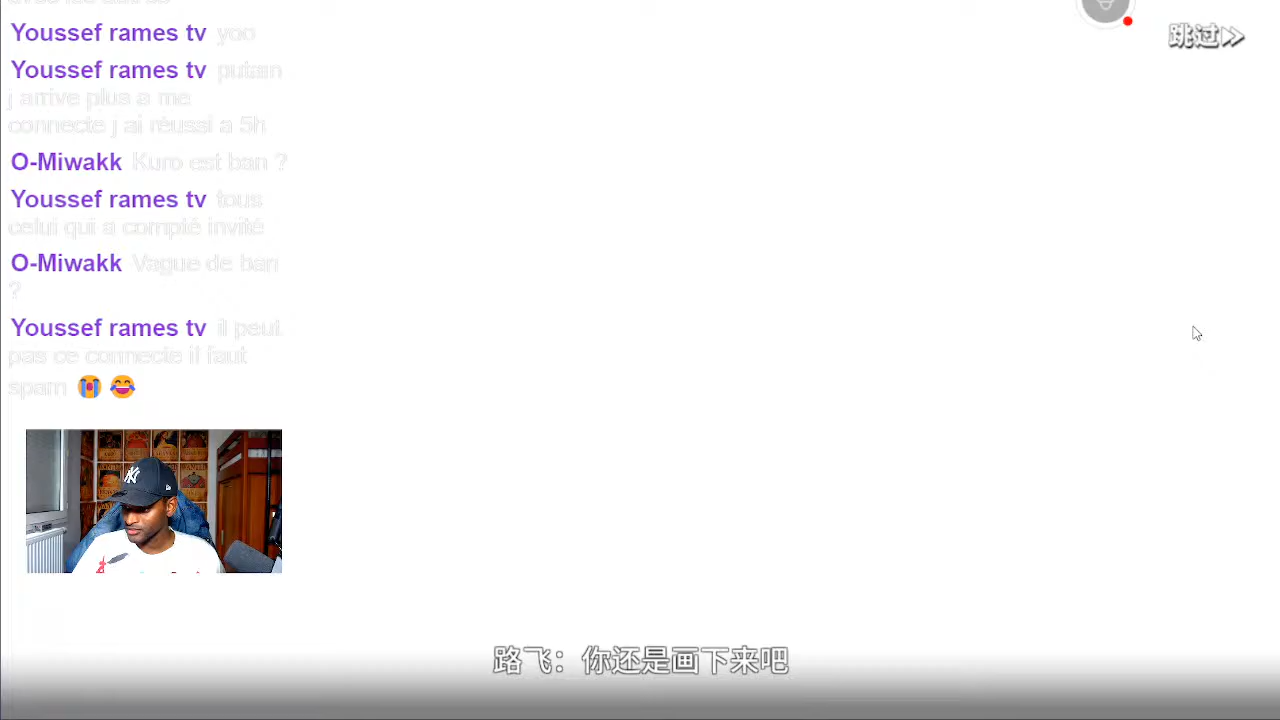 Youssef rames tv yoo
Youssef rames tv putain
j arrive plus a me
connecte j ai réussi a 5h
O-Miwakk Kuro est ban ?
Youssef rames tv tous
celui qui a compté invité
O-Miwakk Vague de ban
?
Youssef rames tv il peut
pas ce connecte il faut
spam 😭 😂
跳过
路飞：你还是画下来吧